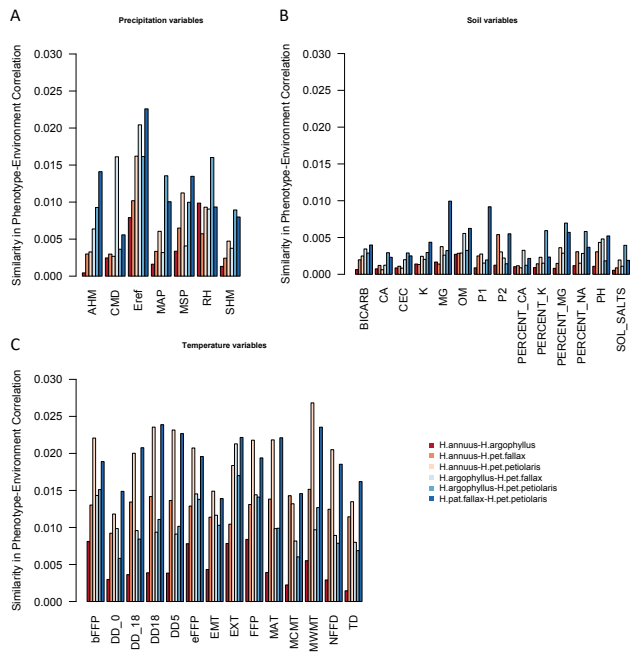 A
Precipitation variables
Similarity in Phenotype-Environment Correlation
0.030
0.025
0.020
0.015
0.010
0.005
0.000
AHM
CMD
Eref
MAP
MSP
RH
SHM
B
Soil variables
Similarity in Phenotype-Environment Correlation
0.030
0.025
0.020
0.015
0.010
0.005
0.000
BICARB
CA
CEC
K
MG
OM
P1
P2
PERCENT_CA
PERCENT_K
PERCENT_MG
PERCENT_NA
PH
SOL_SALTS
C
Temperature variables
Similarity in Phenotype-Environment Correlation
0.030
0.025
0.020
0.015
0.010
0.005
0.000
bFFP
DD_0
DD_18
DD18
DD5
eFFP
EMT
EXT
FFP
MAT
MCMT
MWMT
NFFD
TD
H.annuus-H.argophyllus
H.annuus-H.pet.fallax
H.annuus-H.pet.petiolaris
H.argophyllus-H.pet.fallax
H.argophyllus-H.pet.petiolaris
H.pat.fallax-H.pet.petiolaris